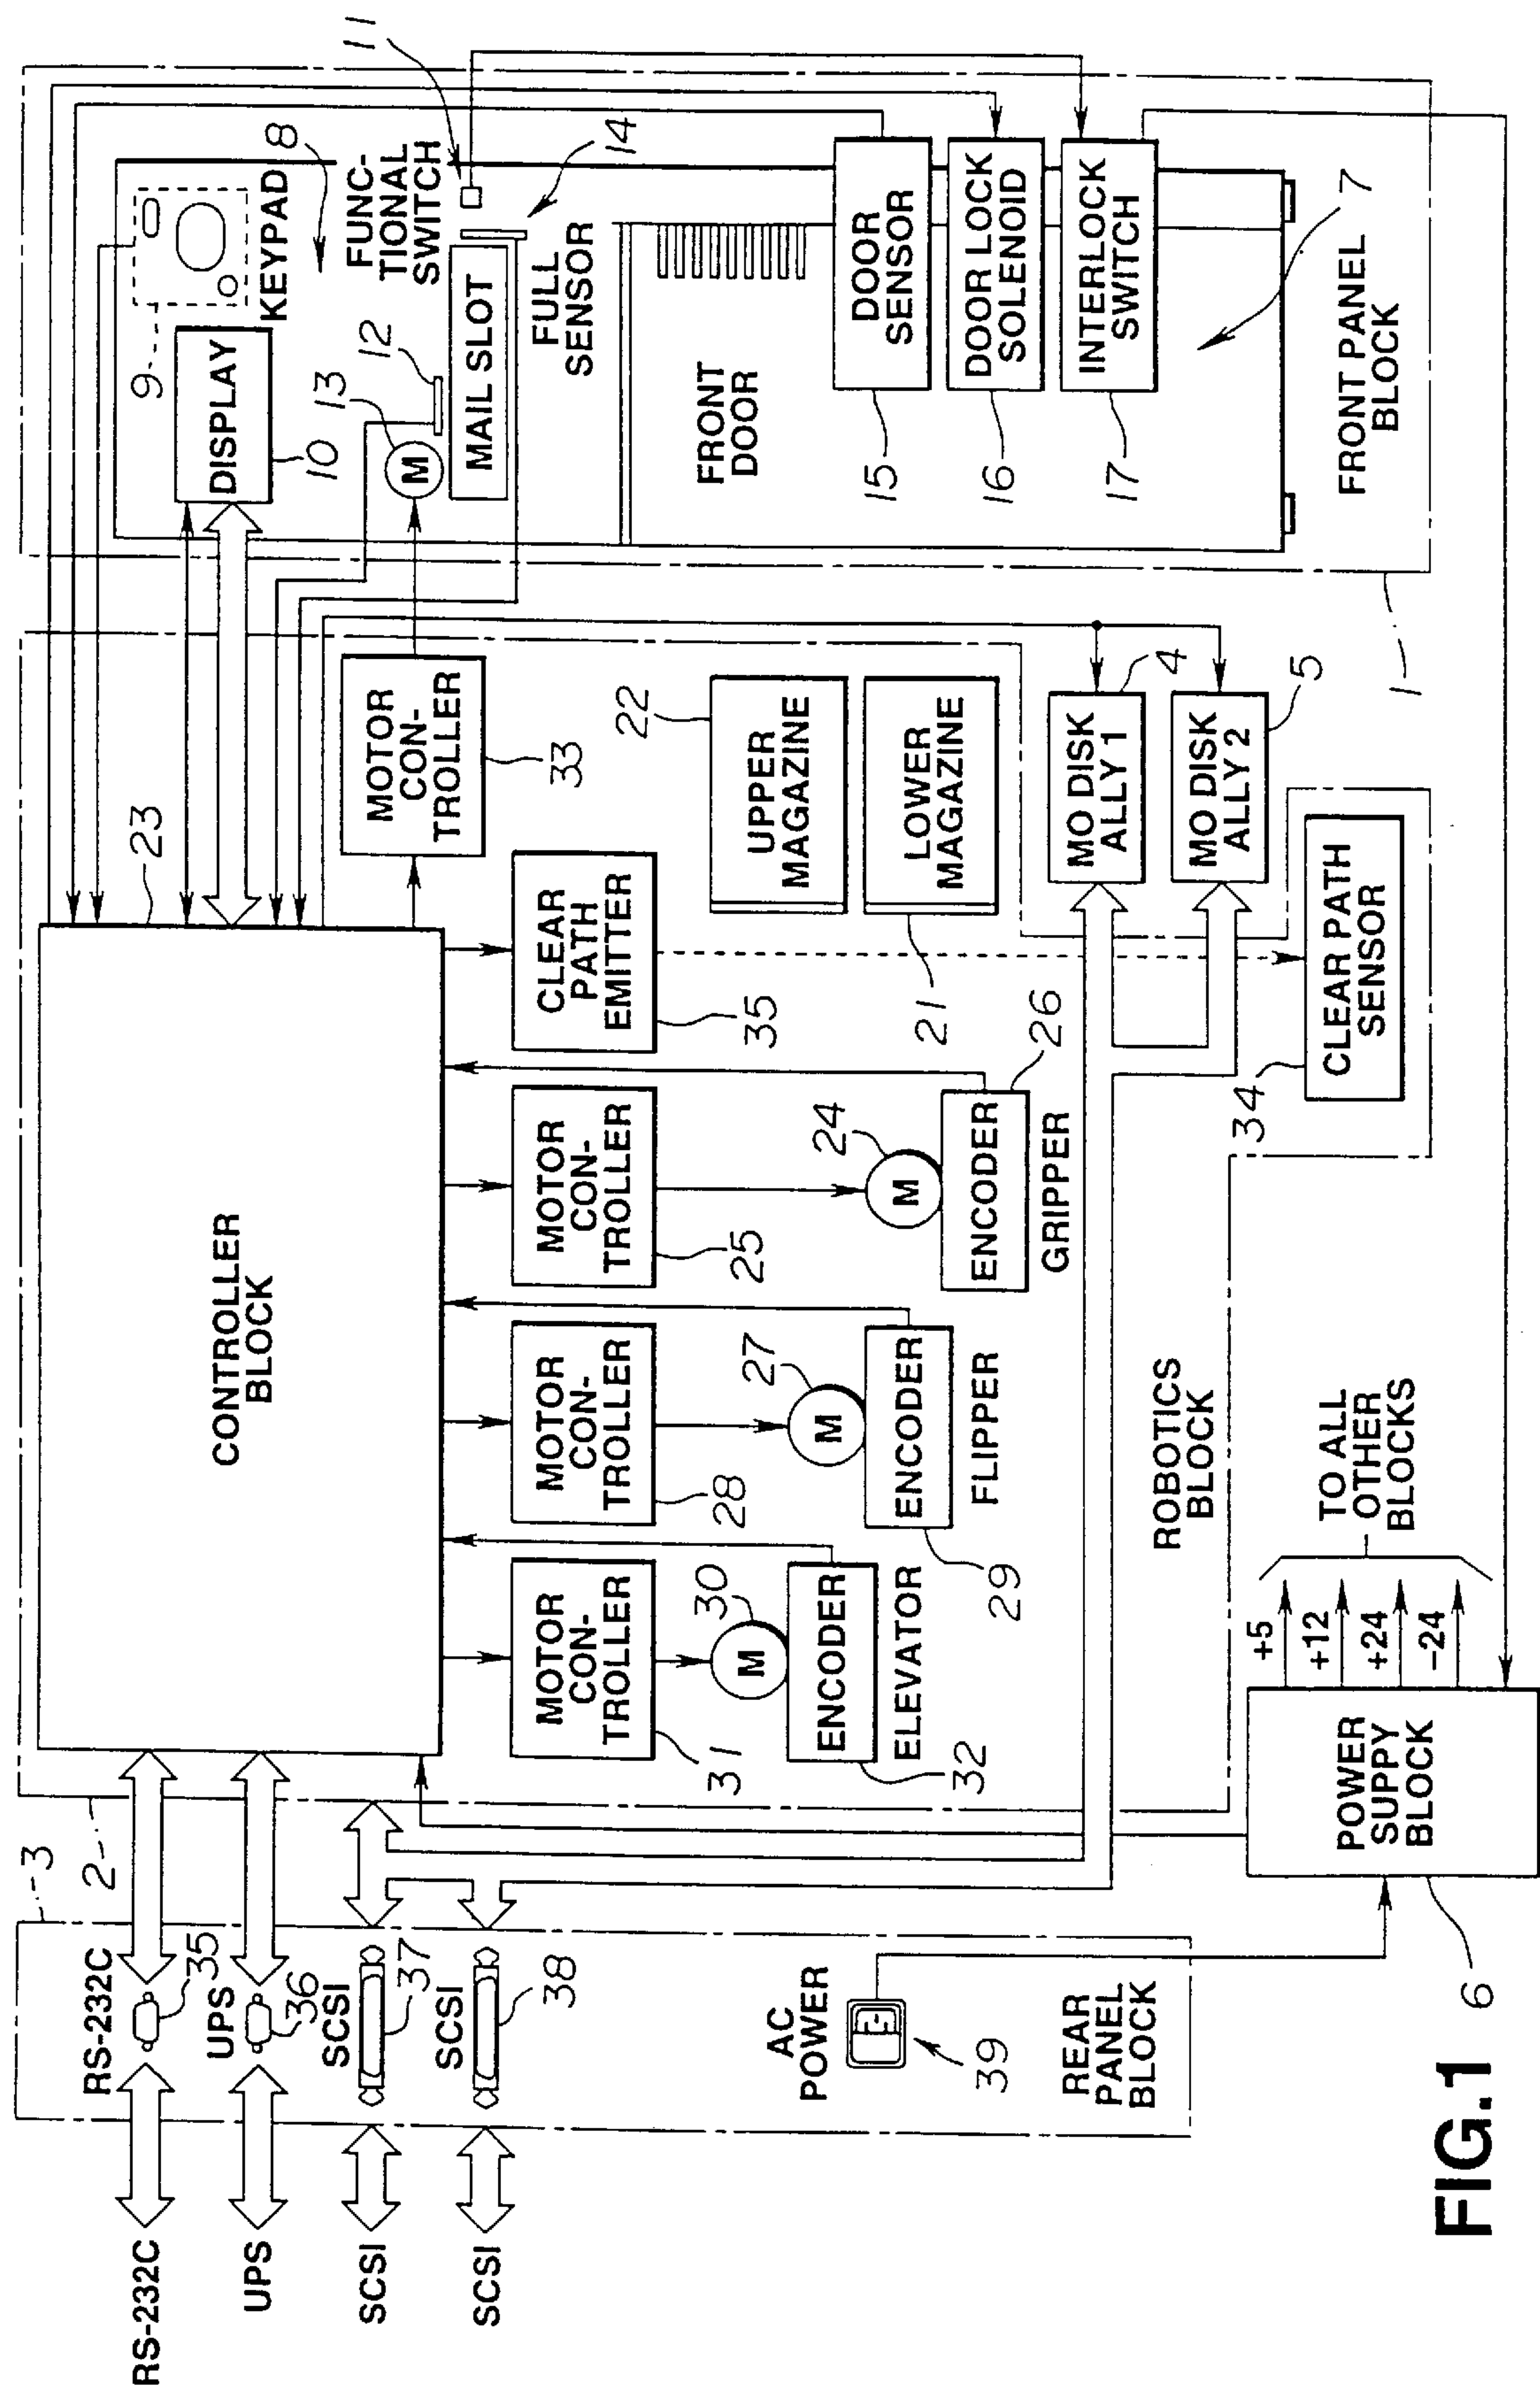 RS-232C
UPS
SCSI
SCSI
3
2
RS-232C
35
UPS
36
SCSI
37
SCSI
38
AC
POWER
39
REAR
PANEL
BLOCK
CONTROLLER
BLOCK
23
MOTOR
CON-
TROLLER
31
M
30
ENCODER
32
ELEVATOR
MOTOR
CON-
TROLLER
28
M
27
ENCODER
29
FLIPPER
MOTOR
CON-
TROLLER
25
M
24
ENCODER
26
GRIPPER
CLEAR
PATH
EMITTER
35
MOTOR
CON-
TROLLER
33
UPPER
MAGAZINE
22
LOWER
MAGAZINE
21
MO DISK
ALLY 1
4
MO DISK
ALLY 2
5
CLEAR PATH
SENSOR
34
ROBOTICS
BLOCK
POWER
SUPPY
BLOCK
6
+5
+12
+24
-24
TO ALL
OTHER
BLOCKS
9
KEYPAD
8
DISPLAY
10
FUNC-
TIONAL
SWITCH
11
12
13
M
MAIL SLOT
14
FULL
SENSOR
FRONT
DOOR
DOOR
SENSOR
15
DOOR LOCK
SOLENOID
16
INTERLOCK
SWITCH
17
7
FRONT PANEL
BLOCK
1
FIG.1